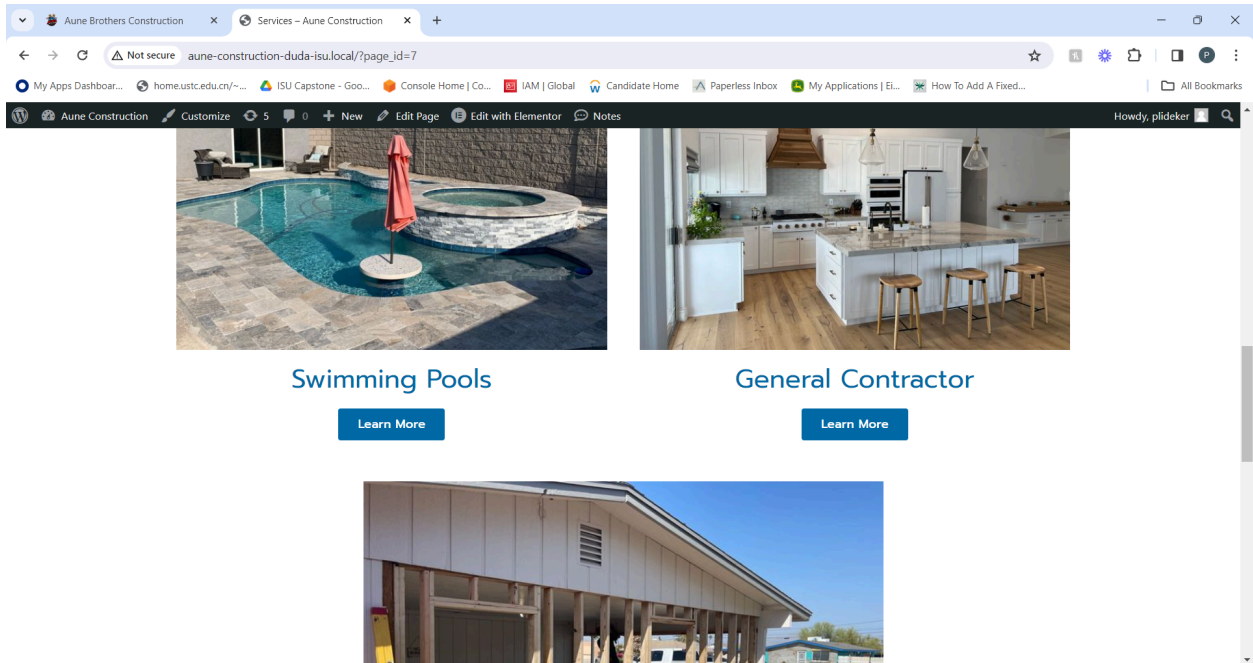 Aune Brothers Construction
Services – Aune Construction
Not secure
aune-construction-duda-isu.local/?page_id=7
P
My Apps Dashboar...
home.ustc.edu.cn/~...
ISU Capstone - Goo...
Console Home | Co...
IAM | Global
Candidate Home
Paperless Inbox
My Applications | Ei...
How To Add A Fixed...
All Bookmarks
Aune Construction
Customize
5
0
New
Edit Page
Edit with Elementor
Notes
Howdy, plideker
Swimming Pools
General Contractor
Learn More
Learn More